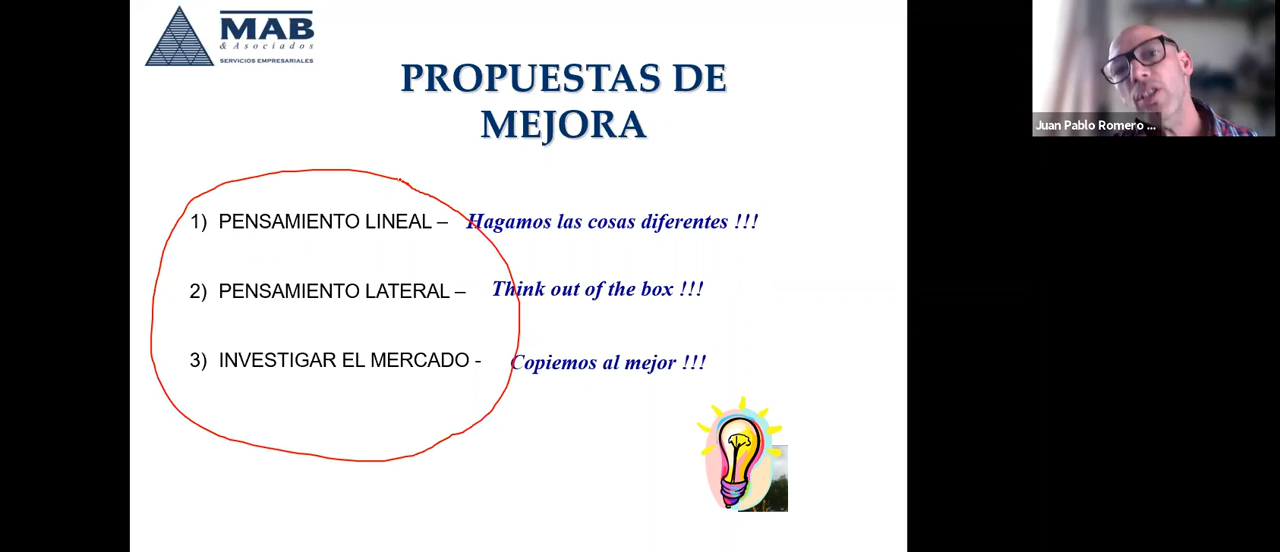 MAB
& Asociados
SERVICIOS EMPRESARIALES
PROPUESTAS DE
MEJORA
1) PENSAMIENTO LINEAL – Hagamos las cosas diferentes !!!
2) PENSAMIENTO LATERAL – Think out of the box !!!
3) INVESTIGAR EL MERCADO - Copiemos al mejor !!!
Juan Pablo Romero ...